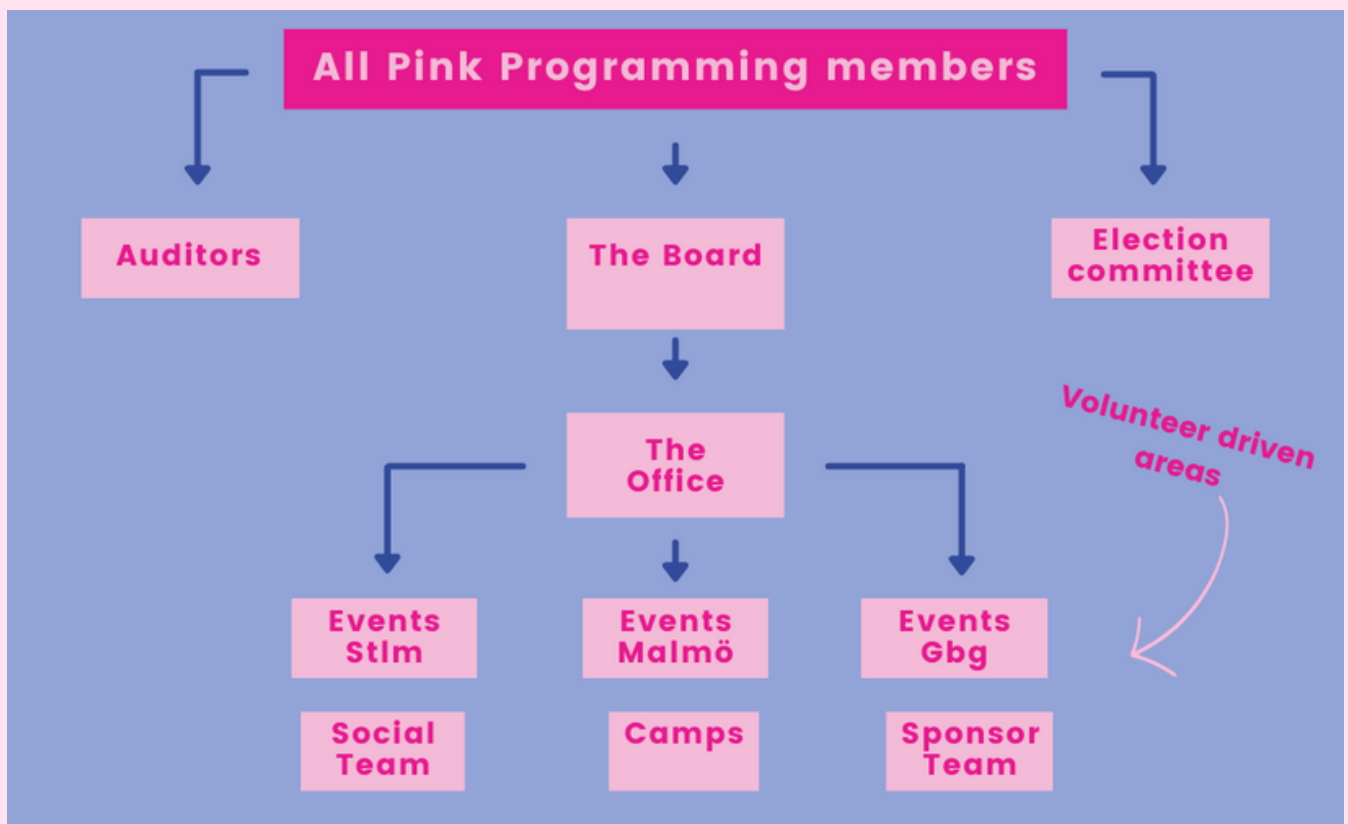 All Pink Programming members
Auditors
The Board
Election
committee
The
Office
Volunteer driven
areas
Events
Stlm
Events
Malmö
Events
Gbg
Social
Team
Camps
Sponsor
Team